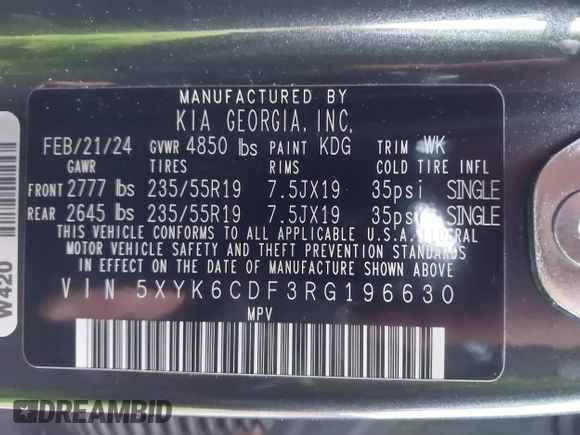 MANUFACTURED BY
KIA GEORGIA, INC.
FEB/21/24 GVWR 4850 lbs PAINT KDG TRIM WK
GAWR TIRES RIMS COLD TIRE INFL
FRONT 2777 lbs 235/55R19 7.5JX19 35psi SINGLE
REAR 2645 lbs 235/55R19 7.5JX19 35psi SINGLE
THIS VEHICLE CONFORMS TO ALL APPLICABLE U.S.A. FEDERAL
MOTOR VEHICLE SAFETY AND THEFT PREVENTION STANDARDS
IN EFFECT ON THE DATE OF MANUFACTURE SHOWN ABOVE.
VIN 5XYK6CDF3RG196630
MPV
W420
DREAMBID